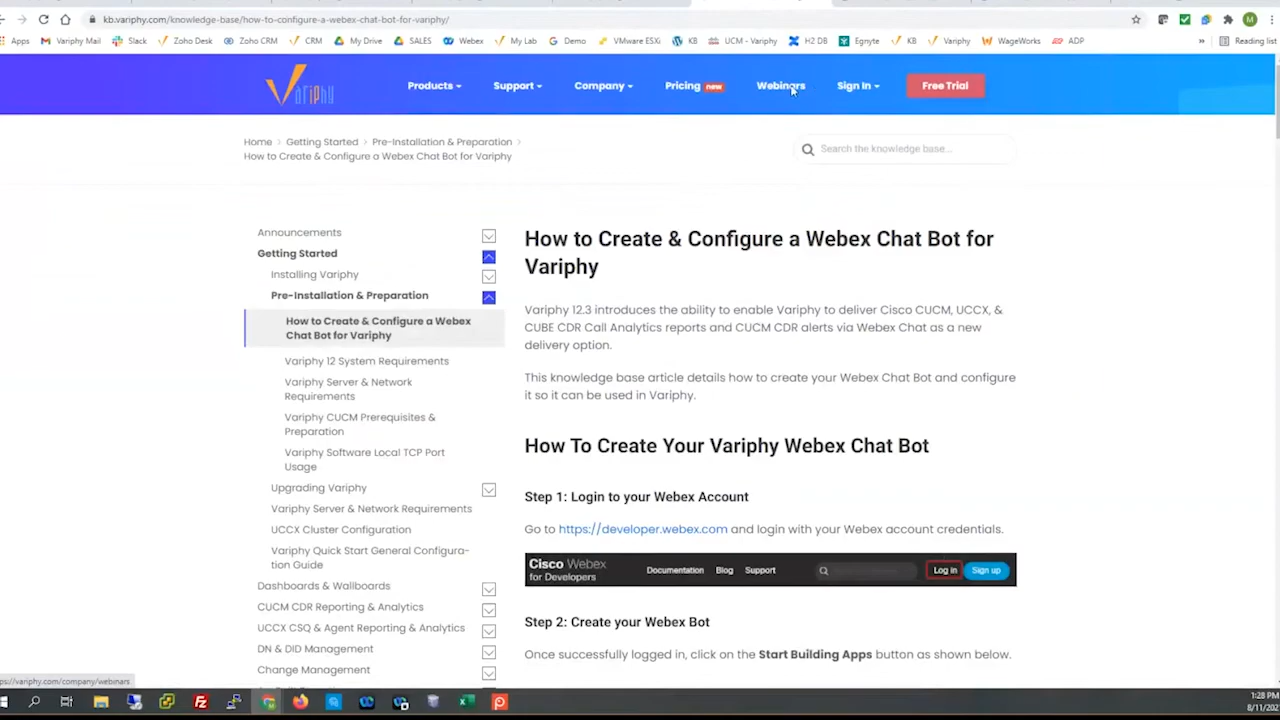 kb.variphy.com/knowledge-base/how-to-configure-a-webex-chat-bot-for-variphy/
Apps Variphy Mail Slack Zoho Desk Zoho CRM CRM My Drive SALES Webex My Lab Demo VMware ESXi KB UCM - Variphy H2 DB Egnyte KB Variphy WageWorks ADP » Reading list
Variphy Products Support Company Pricing new Webinars Sign In Free Trial
Home > Getting Started > Pre-Installation & Preparation >
How to Create & Configure a Webex Chat Bot for Variphy
Search the knowledge base...
Announcements
Getting Started
Installing Variphy
Pre-Installation & Preparation
How to Create & Configure a Webex
Chat Bot for Variphy
Variphy 12 System Requirements
Variphy Server & Network
Requirements
Variphy CUCM Prerequisites &
Preparation
Variphy Software Local TCP Port
Usage
Upgrading Variphy
Variphy Server & Network Requirements
UCCX Cluster Configuration
Variphy Quick Start General Configura-
tion Guide
Dashboards & Wallboards
CUCM CDR Reporting & Analytics
UCCX CSQ & Agent Reporting & Analytics
DN & DID Management
Change Management
How to Create & Configure a Webex Chat Bot for
Variphy
Variphy 12.3 introduces the ability to enable Variphy to deliver Cisco CUCM, UCCX, &
CUBE CDR Call Analytics reports and CUCM CDR alerts via Webex Chat as a new
delivery option.
This knowledge base article details how to create your Webex Chat Bot and configure
it so it can be used in Variphy.
How To Create Your Variphy Webex Chat Bot
Step 1: Login to your Webex Account
Go to https://developer.webex.com and login with your Webex account credentials.
Cisco Webex
for Developers
Documentation Blog Support Log in Sign up
Step 2: Create your Webex Bot
Once successfully logged in, click on the Start Building Apps button as shown below.
ps://variphy.com/company/webinars
1:28 PM
8/11/202